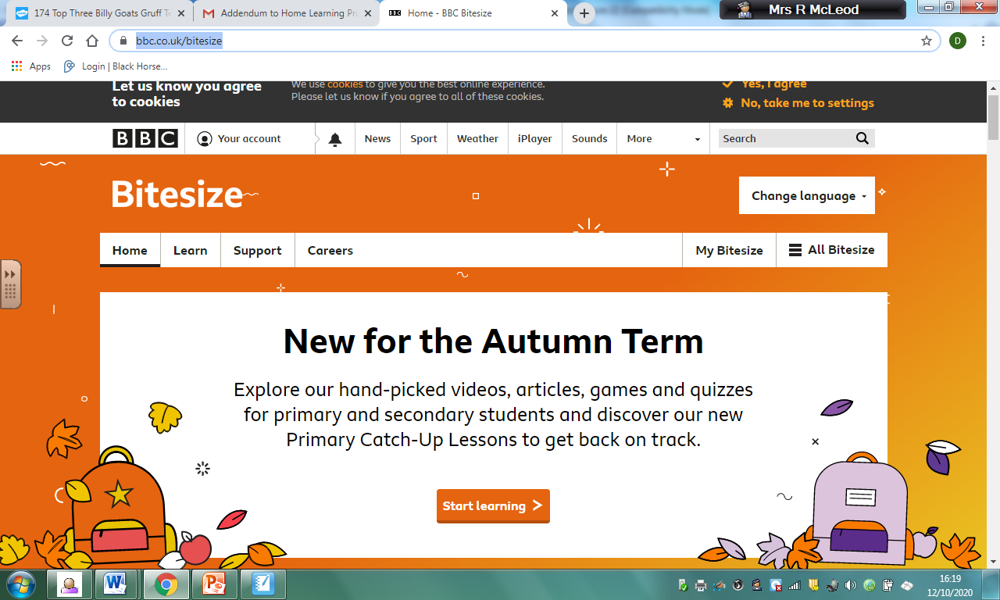 174 Top Three Billy Goats Gruff Te
Addendum to Home Learning Pro
BBC
Home - BBC Bitesize
Mrs R McLeod
bbc.co.uk/bitesize
D
Apps
Login | Black Horse...
Let us know you agree
to cookies
We use cookies to give you the best online experience.
Please let us know if you agree to all of these cookies.
Yes, I agree
No, take me to settings
BBC
Your account
News
Sport
Weather
iPlayer
Sounds
More
Search
Bitesize
Change language
Home
Learn
Support
Careers
My Bitesize
All Bitesize
New for the Autumn Term
Explore our hand-picked videos, articles, games and quizzes
for primary and secondary students and discover our new
Primary Catch-Up Lessons to get back on track.
Start learning
16:19
12/10/2020